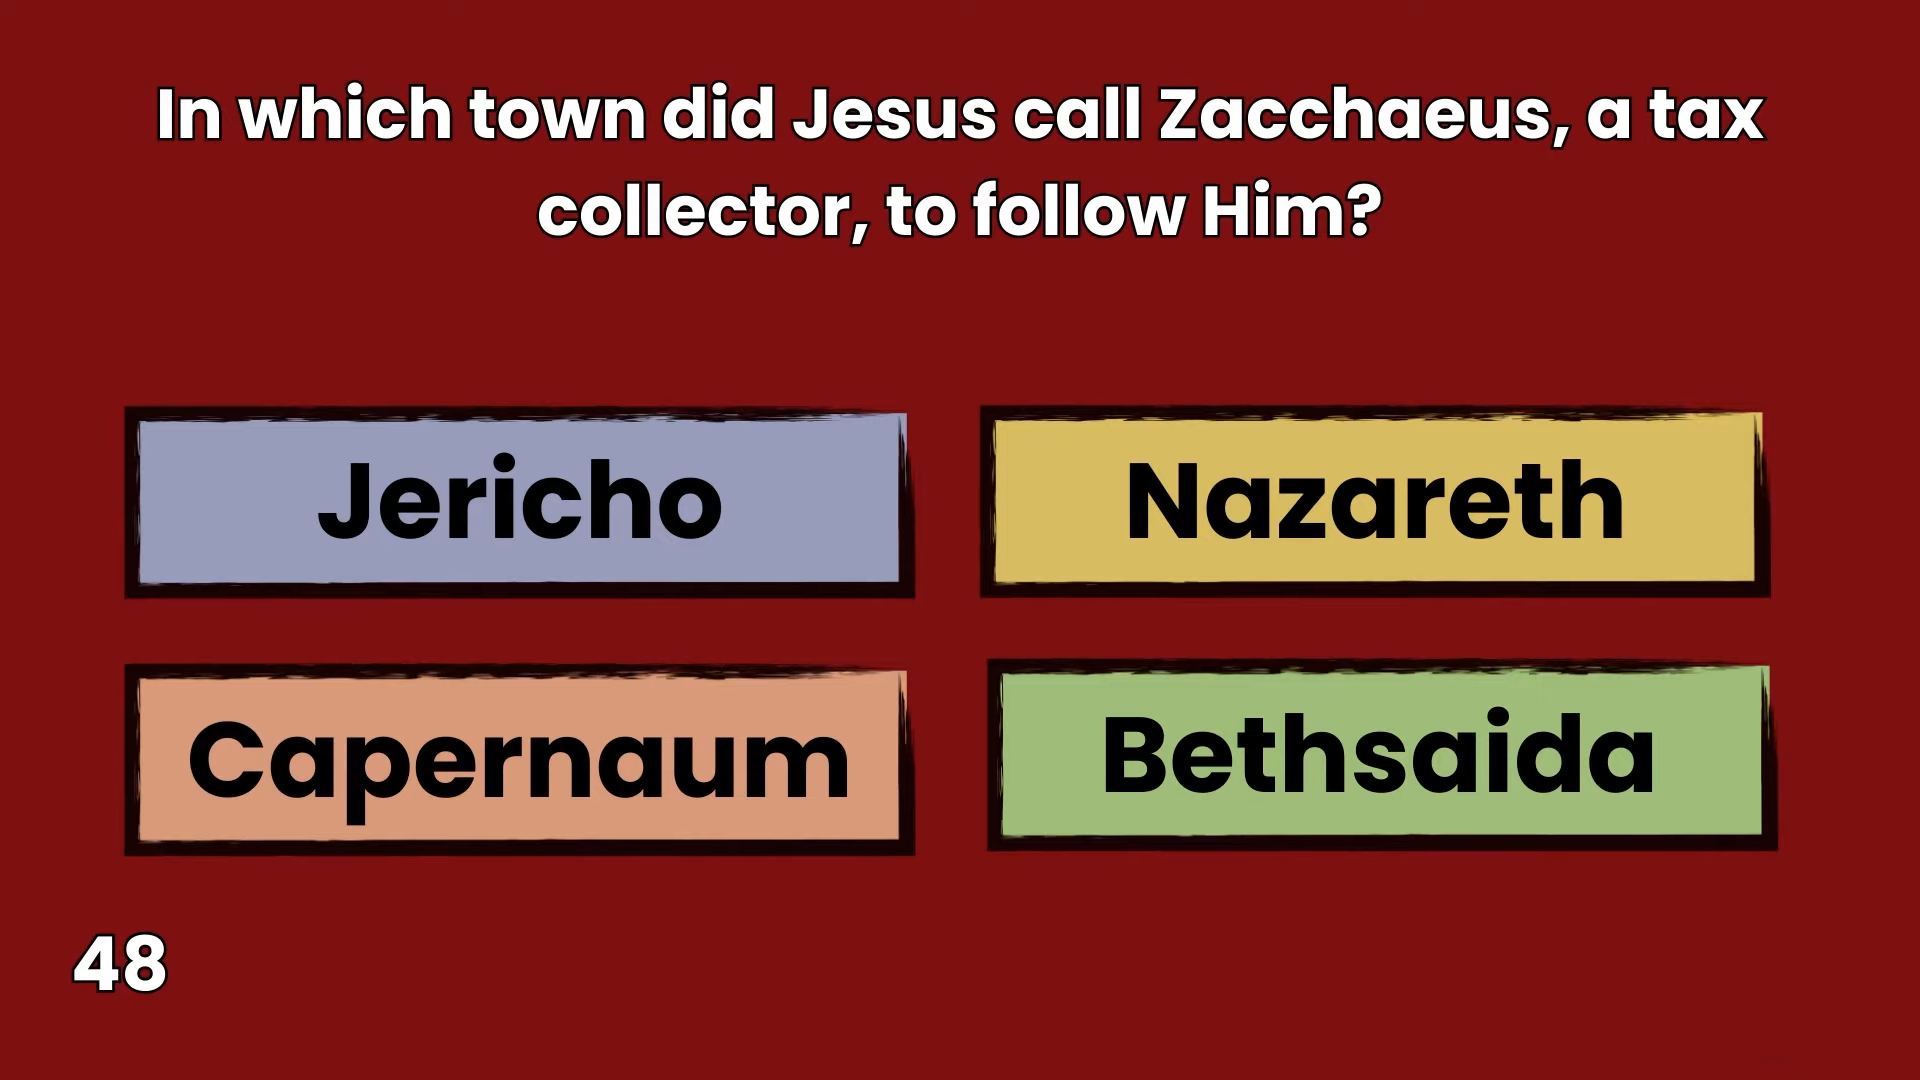 In which town did Jesus call Zacchaeus, a tax
collector, to follow Him?
Jericho
Nazareth
Capernaum
Bethsaida
48